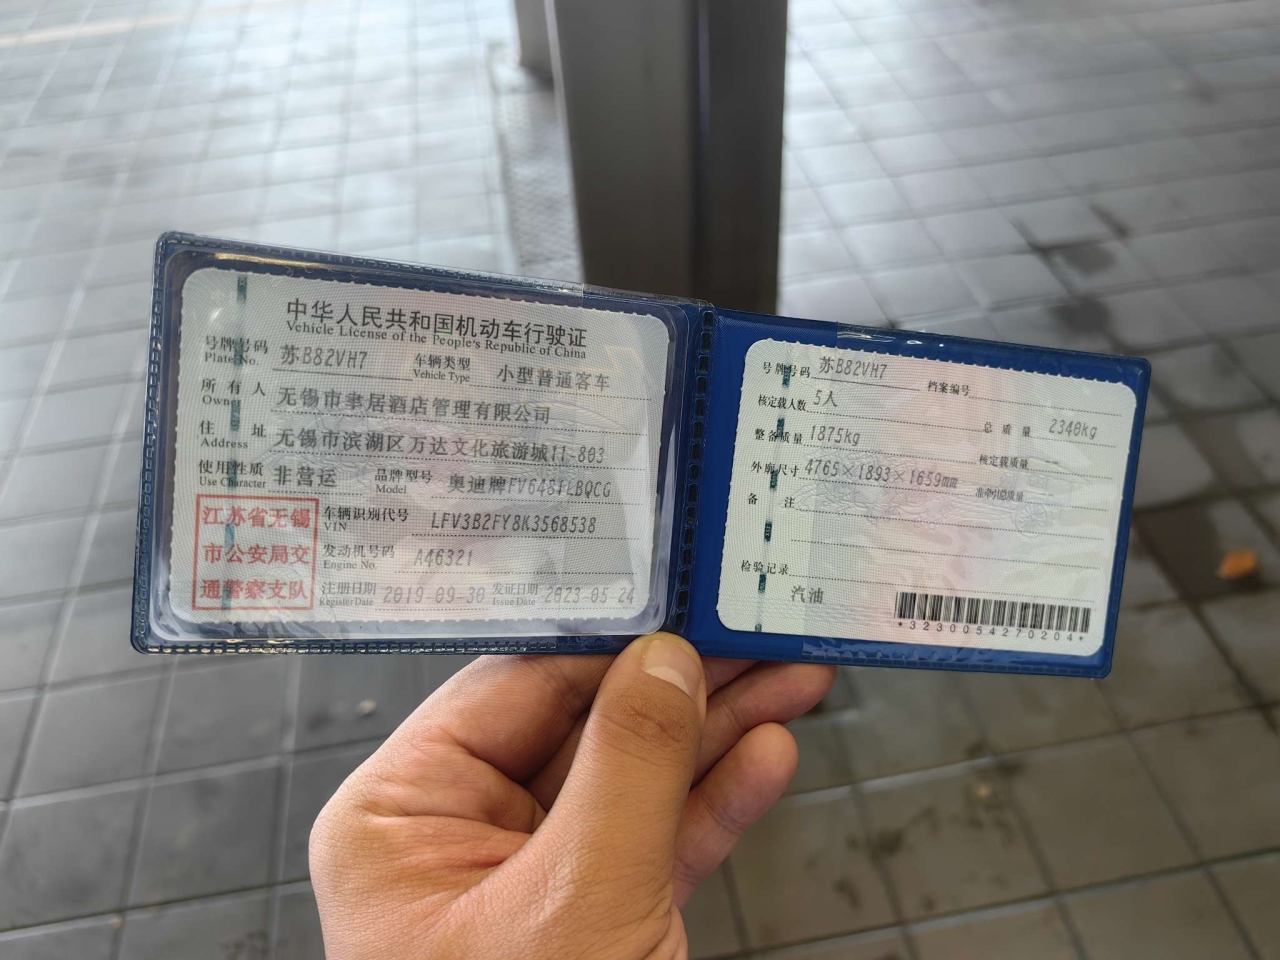 中华人民共和国机动车行驶证
Vehicle License of the People's Republic of China
号牌号码 苏B82VH7 车辆类型 小型普通客车
Plate No. Vehicle Type
所有人 无锡市聿居酒店管理有限公司
Owner
住址 无锡市滨湖区万达文化旅游城11-803
Address
使用性质 非营运 品牌型号 奥迪牌FV6481LBQCG
Use Character Model
江苏省无锡
市公安局交
通警察支队
车辆识别代号 LFV3B2FY8K3568538
VIN
发动机号码 A46321
Engine No.
注册日期 2019-09-30 发证日期 2023-05-24
Register Date Issue Date
号牌号码 苏B82VH7 档案编号
核定载人数 5人 总质量 2340kg
整备质量 1875kg 核定载质量 --
外廓尺寸 4765×1893×1659mm 准牵引总质量
备注
检验记录
汽油
*3230054270204*